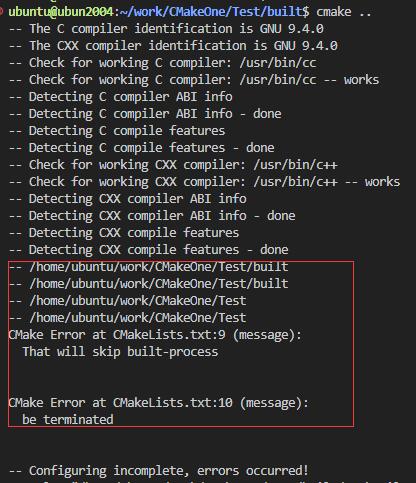 ubuntu@ubun2004:~/work/CMakeOne/Test/built$ cmake ..
-- The C compiler identification is GNU 9.4.0
-- The CXX compiler identification is GNU 9.4.0
-- Check for working C compiler: /usr/bin/cc
-- Check for working C compiler: /usr/bin/cc -- works
-- Detecting C compiler ABI info
-- Detecting C compiler ABI info - done
-- Detecting C compile features
-- Detecting C compile features - done
-- Check for working CXX compiler: /usr/bin/c++
-- Check for working CXX compiler: /usr/bin/c++ -- works
-- Detecting CXX compiler ABI info
-- Detecting CXX compiler ABI info - done
-- Detecting CXX compile features
-- Detecting CXX compile features - done
-- /home/ubuntu/work/CMakeOne/Test/built
-- /home/ubuntu/work/CMakeOne/Test/built
-- /home/ubuntu/work/CMakeOne/Test
-- /home/ubuntu/work/CMakeOne/Test
CMake Error at CMakeLists.txt:9 (message):
That will skip built-process
CMake Error at CMakeLists.txt:10 (message):
be terminated
-- Configuring incomplete, errors occurred!